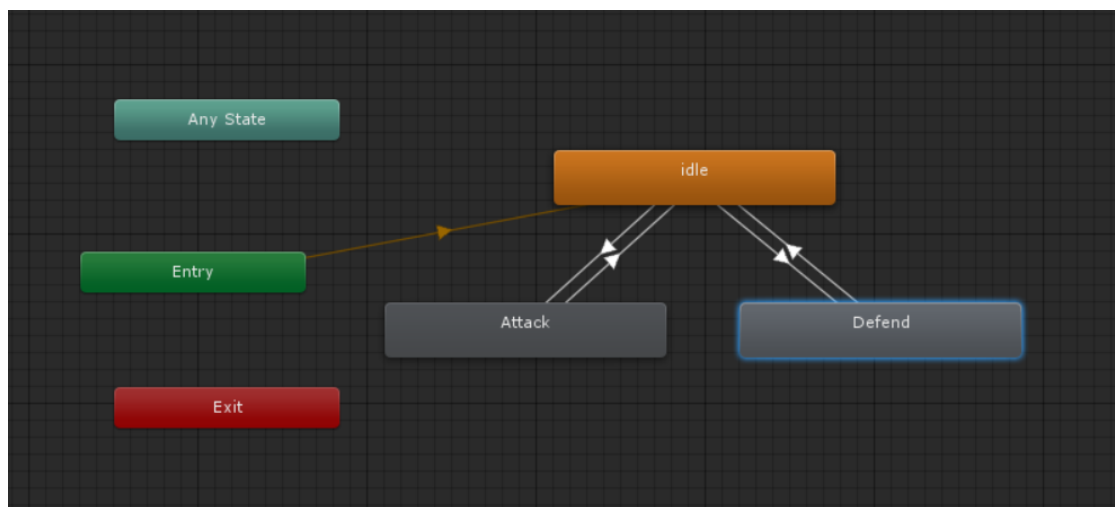 Any State
idle
Entry
Attack
Defend
Exit